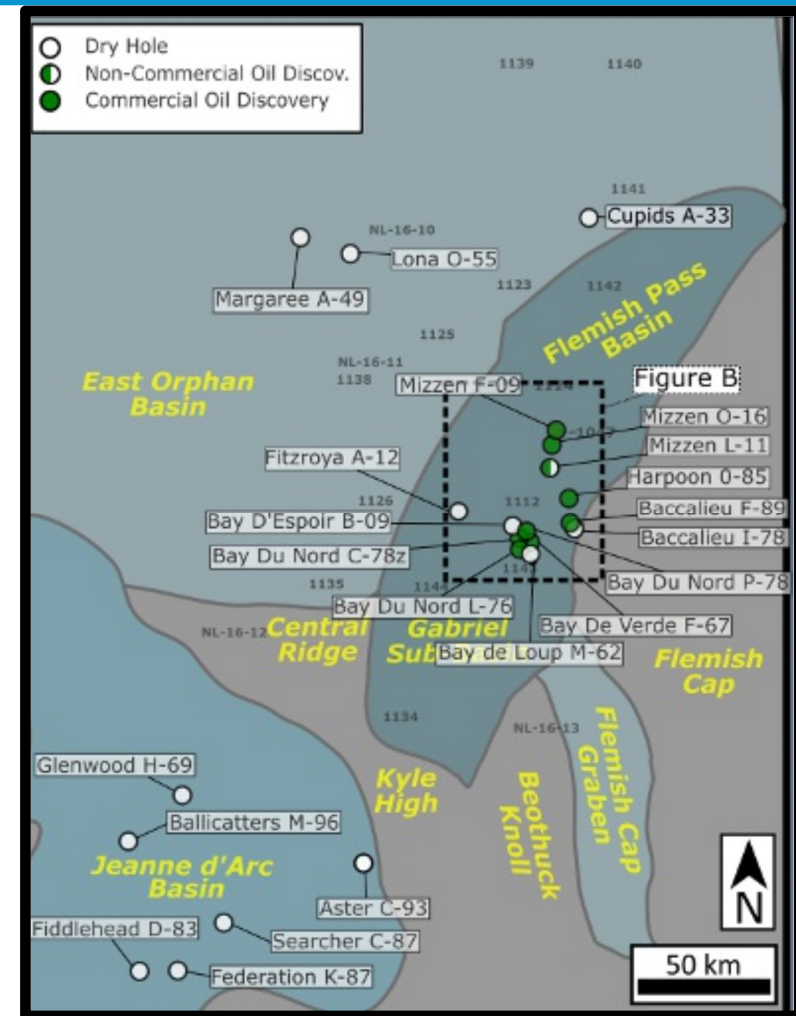 Dry Hole
Non-Commercial Oil Discov.
Commercial Oil Discovery
1139
1140
1141
Cupids A-33
NL-16-10
Lona O-55
Margaree A-49
1123
1142
Flemish Pass
Basin
1125
NL-16-11
1138
East Orphan
Basin
Mizzen F-09
Figure B
Mizzen O-16
Mizzen L-11
Fitzroya A-12
Harpoon 0-85
1126
1112
Baccalieu F-89
Bay D'Espoir B-09
Baccalieu I-78
Bay Du Nord C-78z
1143
Bay Du Nord P-78
1135
1144
Bay Du Nord L-76
Bay De Verde F-67
NL-16-12
Central
Ridge
Gabriel
Bay de Loup M-62
Flemish
Cap
1134
NL-16-13
Flemish Cap
Graben
Kyle
High
Beothuck
Knoll
Glenwood H-69
Ballicatters M-96
Jeanne d'Arc
Basin
Aster C-93
Fiddlehead D-83
Searcher C-87
Federation K-87
N
50 km